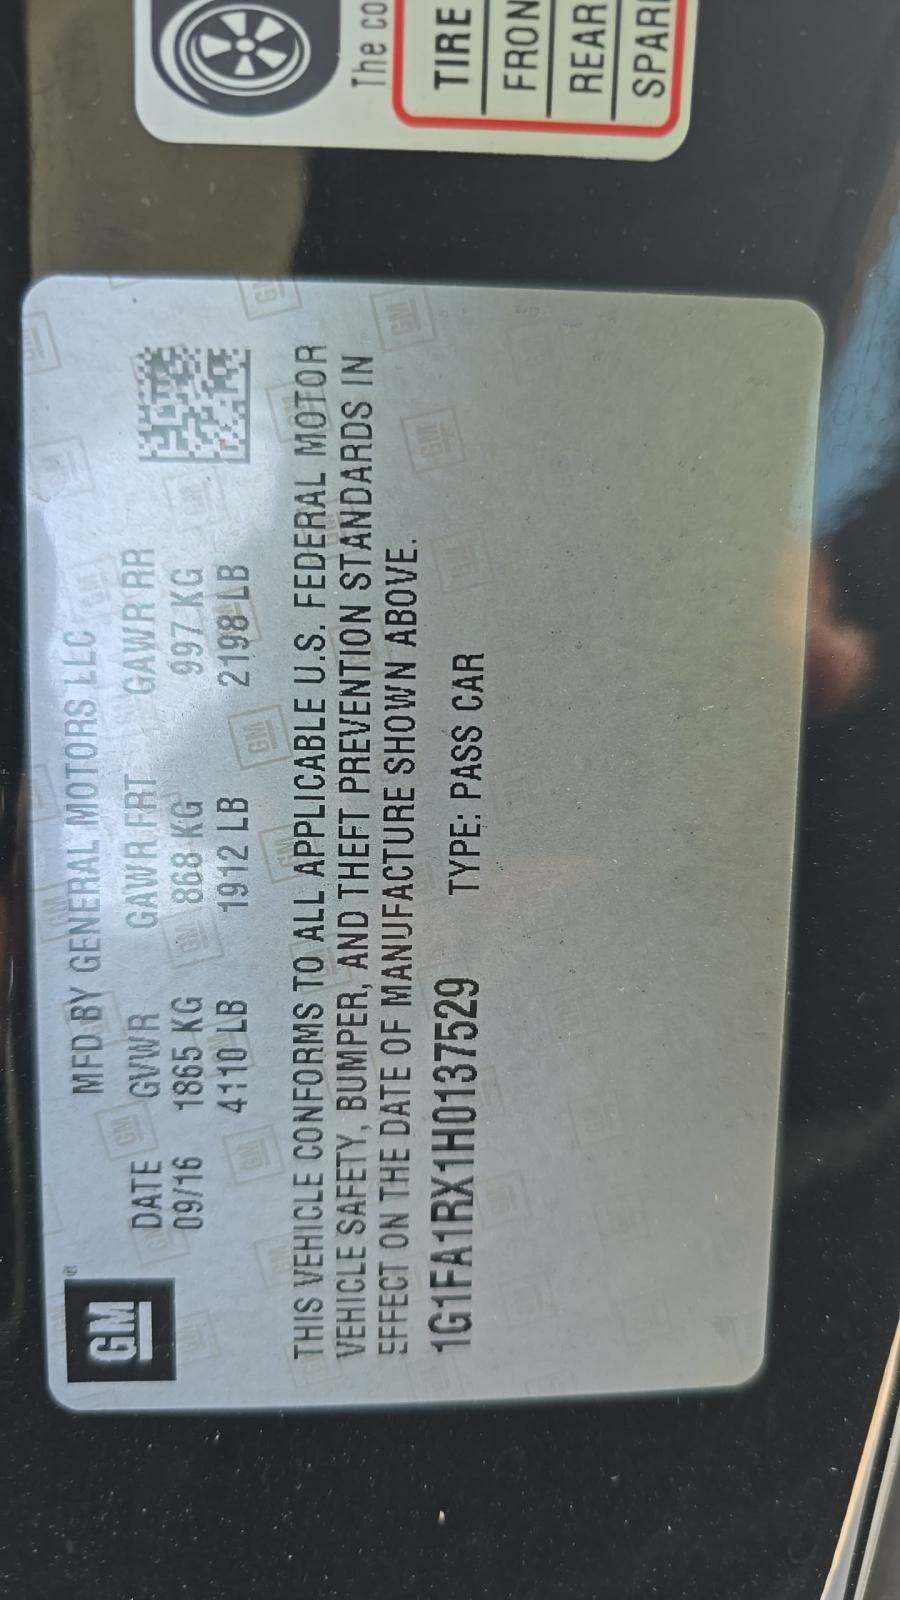 GM
MFD BY GENERAL MOTORS LLC
DATE GVWR GAWR FRT GAWR RR
09/16 1865 KG 868 KG 997 KG
4110 LB 1912 LB 2198 LB
THIS VEHICLE CONFORMS TO ALL APPLICABLE U.S. FEDERAL MOTOR
VEHICLE SAFETY, BUMPER, AND THEFT PREVENTION STANDARDS IN
EFFECT ON THE DATE OF MANUFACTURE SHOWN ABOVE.
1G1FA1RX1H0137529 TYPE: PASS CAR
The co
TIRE
FRON
REAR
SPAR